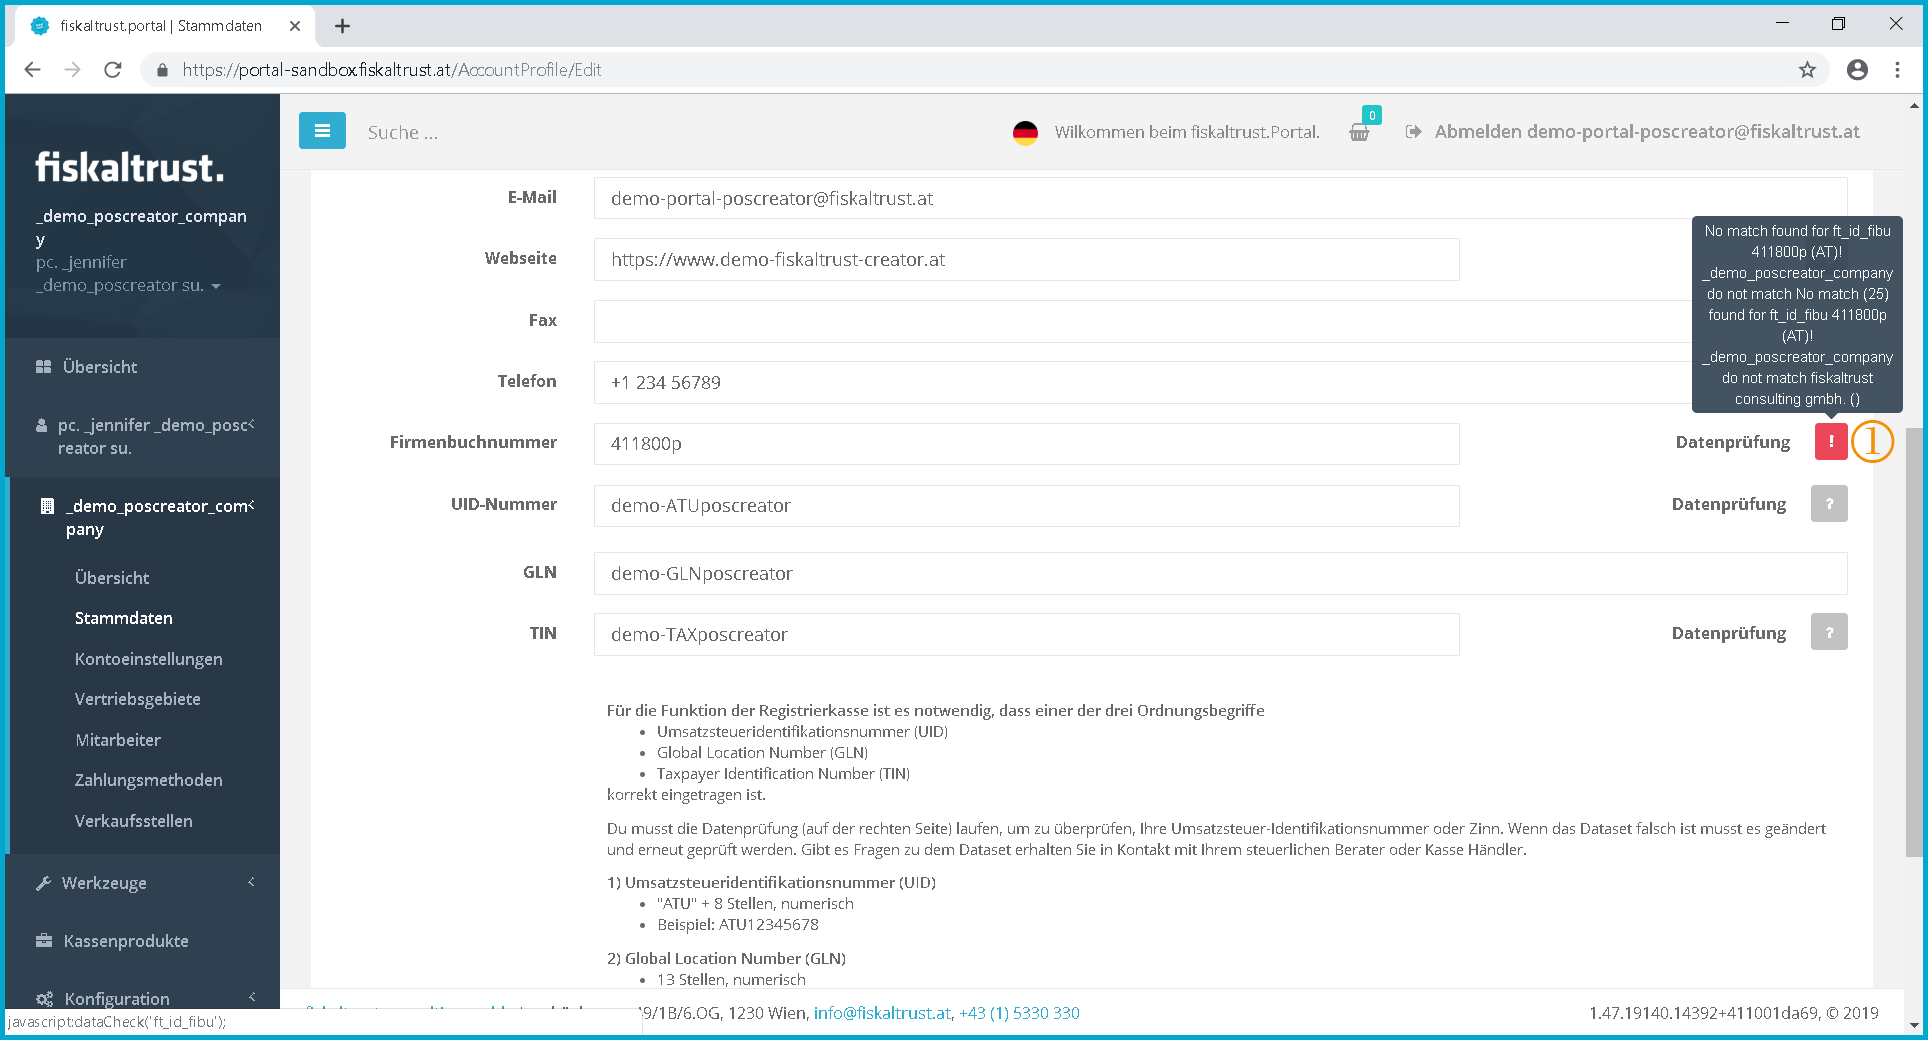 fiskaltrust.portal | Stammdaten
https://portal-sandbox.fiskaltrust.at/AccountProfile/Edit
fiskaltrust.
_demo_poscreator_compan
y
pc. _jennifer
_demo_poscreator su.
Übersicht
pc. _jennifer _demo_posc
reator su.
_demo_poscreator_com
pany
Übersicht
Stammdaten
Kontoeinstellungen
Vertriebsgebiete
Mitarbeiter
Zahlungsmethoden
Verkaufsstellen
Werkzeuge
Kassenprodukte
Konfiguration
javascript:dataCheck('ft_id_fibu');
Suche ...
Wilkommen beim fiskaltrust.Portal.
0
Abmelden demo-portal-poscreator@fiskaltrust.at
E-Mail
demo-portal-poscreator@fiskaltrust.at
Webseite
https://www.demo-fiskaltrust-creator.at
Fax
Telefon
+1 234 56789
No match found for ft_id_fibu
411800p (AT)!
_demo_poscreator_company
do not match No match (25)
found for ft_id_fibu 411800p
(AT)!
_demo_poscreator_company
do not match fiskaltrust
consulting gmbh. ()
Firmenbuchnummer
411800p
Datenprüfung
!
1
UID-Nummer
demo-ATUposcreator
Datenprüfung
?
GLN
demo-GLNposcreator
TIN
demo-TAXposcreator
Datenprüfung
?
Für die Funktion der Registrierkasse ist es notwendig, dass einer der drei Ordnungsbegriffe
• Umsatzsteueridentifikationsnummer (UID)
• Global Location Number (GLN)
• Taxpayer Identification Number (TIN)
korrekt eingetragen ist.
Du musst die Datenprüfung (auf der rechten Seite) laufen, um zu überprüfen, Ihre Umsatzsteuer-Identifikationsnummer oder Zinn. Wenn das Dataset falsch ist musst es geändert
und erneut geprüft werden. Gibt es Fragen zu dem Dataset erhalten Sie in Kontakt mit Ihrem steuerlichen Berater oder Kasse Händler.
1) Umsatzsteueridentifikationsnummer (UID)
• "ATU" + 8 Stellen, numerisch
• Beispiel: ATU12345678
2) Global Location Number (GLN)
• 13 Stellen, numerisch
9/1B/6.OG, 1230 Wien, info@fiskaltrust.at, +43 (1) 5330 330
1.47.19140.14392+411001da69, © 2019